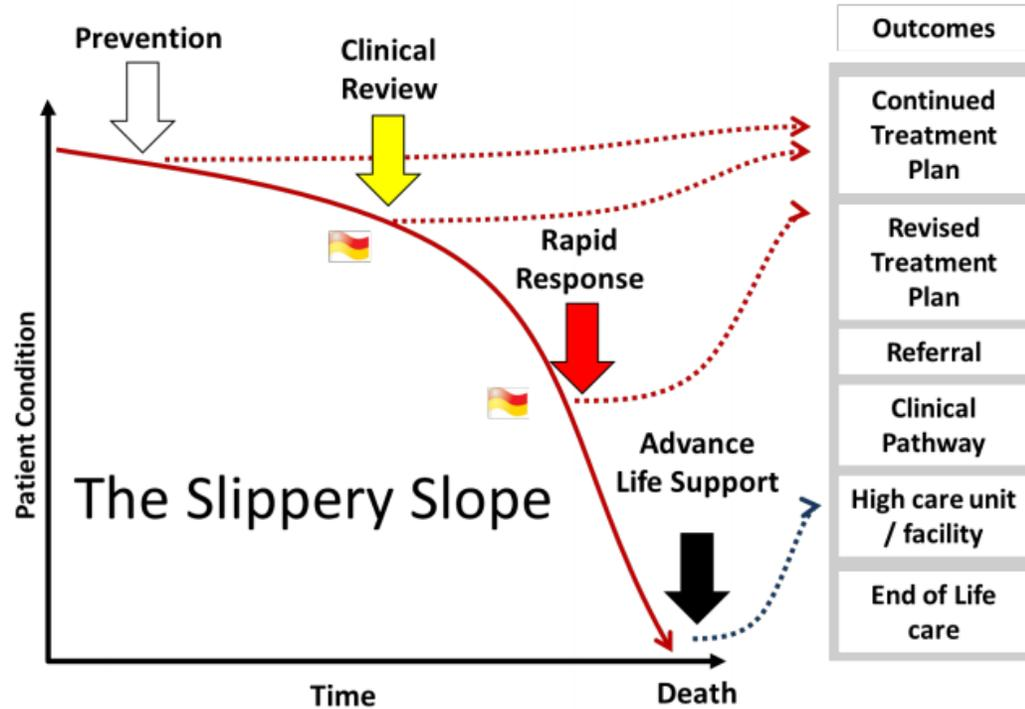 Prevention
Clinical
Review
Rapid
Response
Advance
Life Support
Patient Condition
The Slippery Slope
Time
Death
Outcomes
Continued
Treatment
Plan
Revised
Treatment
Plan
Referral
Clinical
Pathway
High care unit
/ facility
End of Life
care